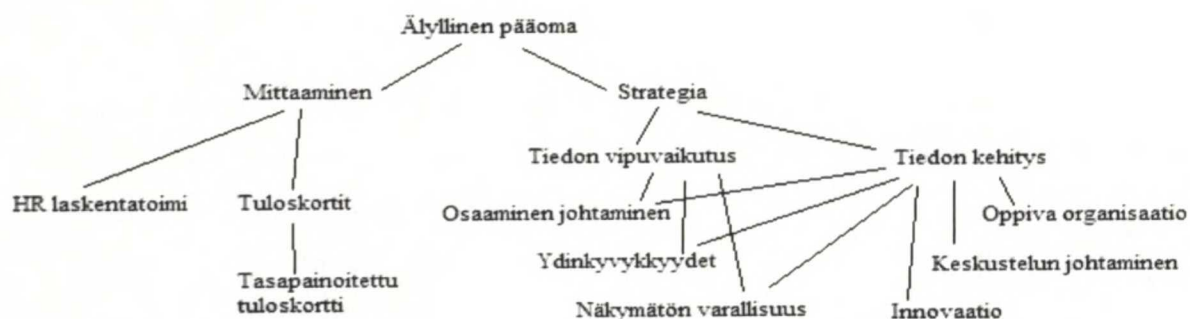 Älyllinen pääoma
Mittaaminen
Strategia
Tiedon vipuvaikutus
Tiedon kehitys
HR laskentatoimi
Tuloskortit
Osaaminen johtaminen
Oppiva organisaatio
Ydinkyvykkyydet
Keskustelun johtaminen
Tasapainoitettu
tuloskortti
Näkymätön varallisuus
Innovaatio